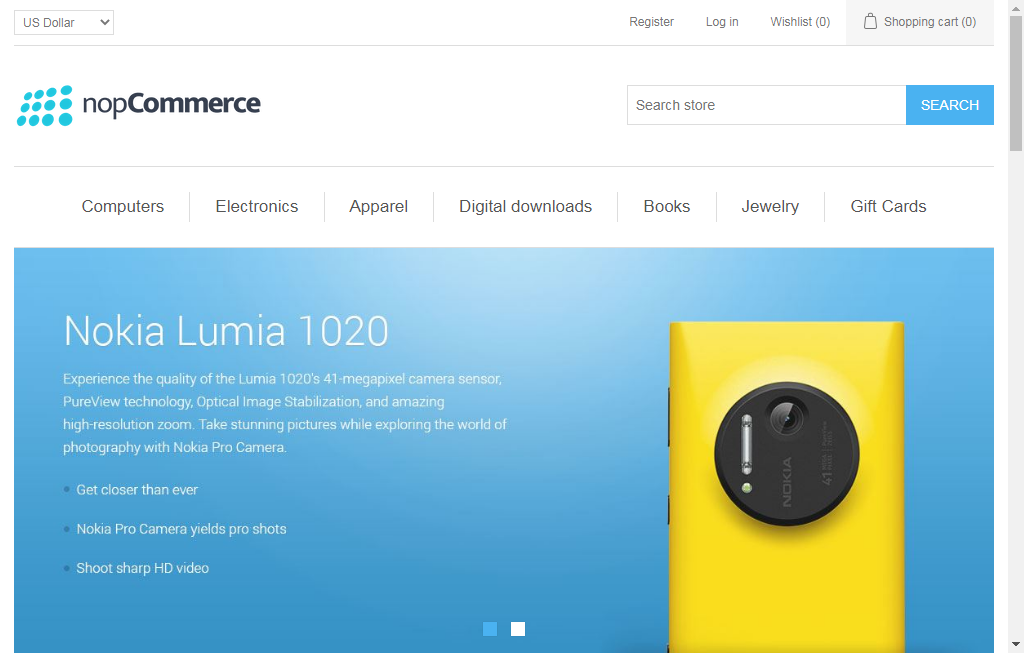 US Dollar
Register
Log in
Wishlist (0)
Shopping cart (0)
nopCommerce
Search store
SEARCH
Computers
Electronics
Apparel
Digital downloads
Books
Jewelry
Gift Cards
Nokia Lumia 1020
Experience the quality of the Lumia 1020's 41-megapixel camera sensor,
PureView technology, Optical Image Stabilization, and amazing
high-resolution zoom. Take stunning pictures while exploring the world of
photography with Nokia Pro Camera.
Get closer than ever
Nokia Pro Camera yields pro shots
Shoot sharp HD video
NOKIA
41